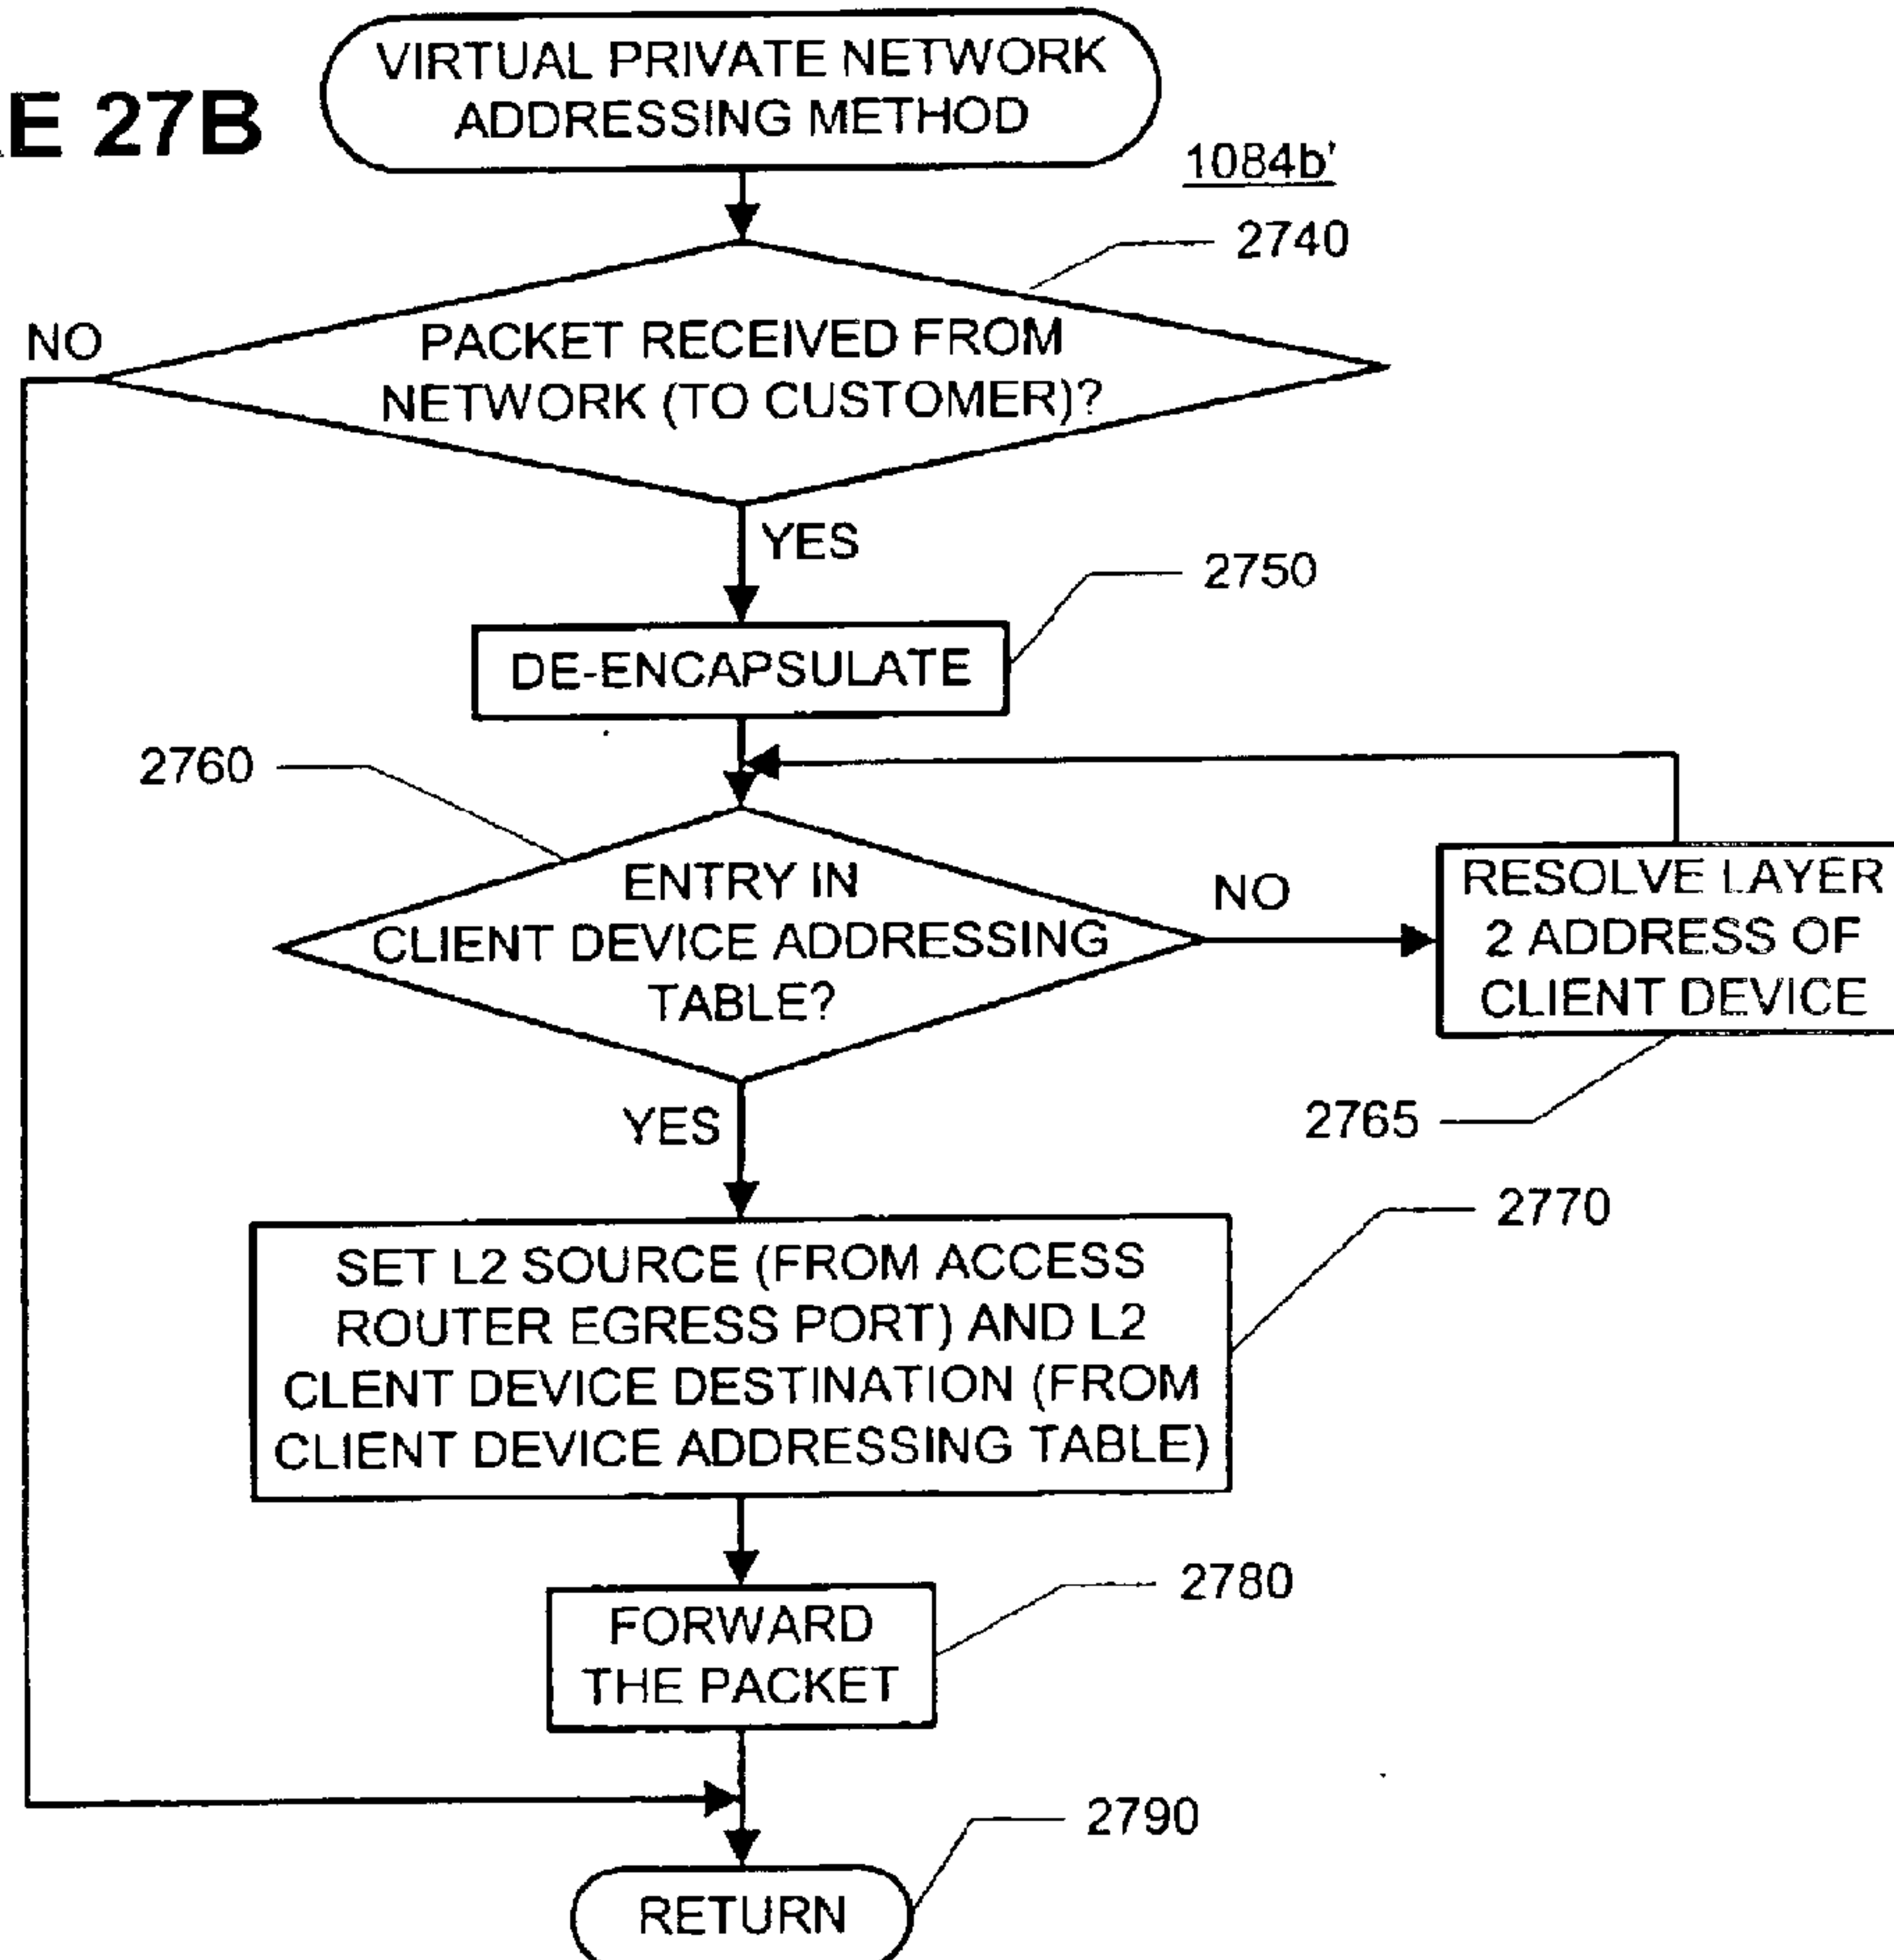 E 27B
VIRTUAL PRIVATE NETWORK
ADDRESSING METHOD
1084b'
2740
NO
PACKET RECEIVED FROM
NETWORK (TO CUSTOMER)?
YES
2750
DE-ENCAPSULATE
2760
ENTRY IN
CLIENT DEVICE ADDRESSING
TABLE?
NO
RESOLVE LAYER
2 ADDRESS OF
CLIENT DEVICE
2765
YES
2770
SET L2 SOURCE (FROM ACCESS
ROUTER EGRESS PORT) AND L2
CLENT DEVICE DESTINATION (FROM
CLIENT DEVICE ADDRESSING TABLE)
2780
FORWARD
THE PACKET
2790
RETURN